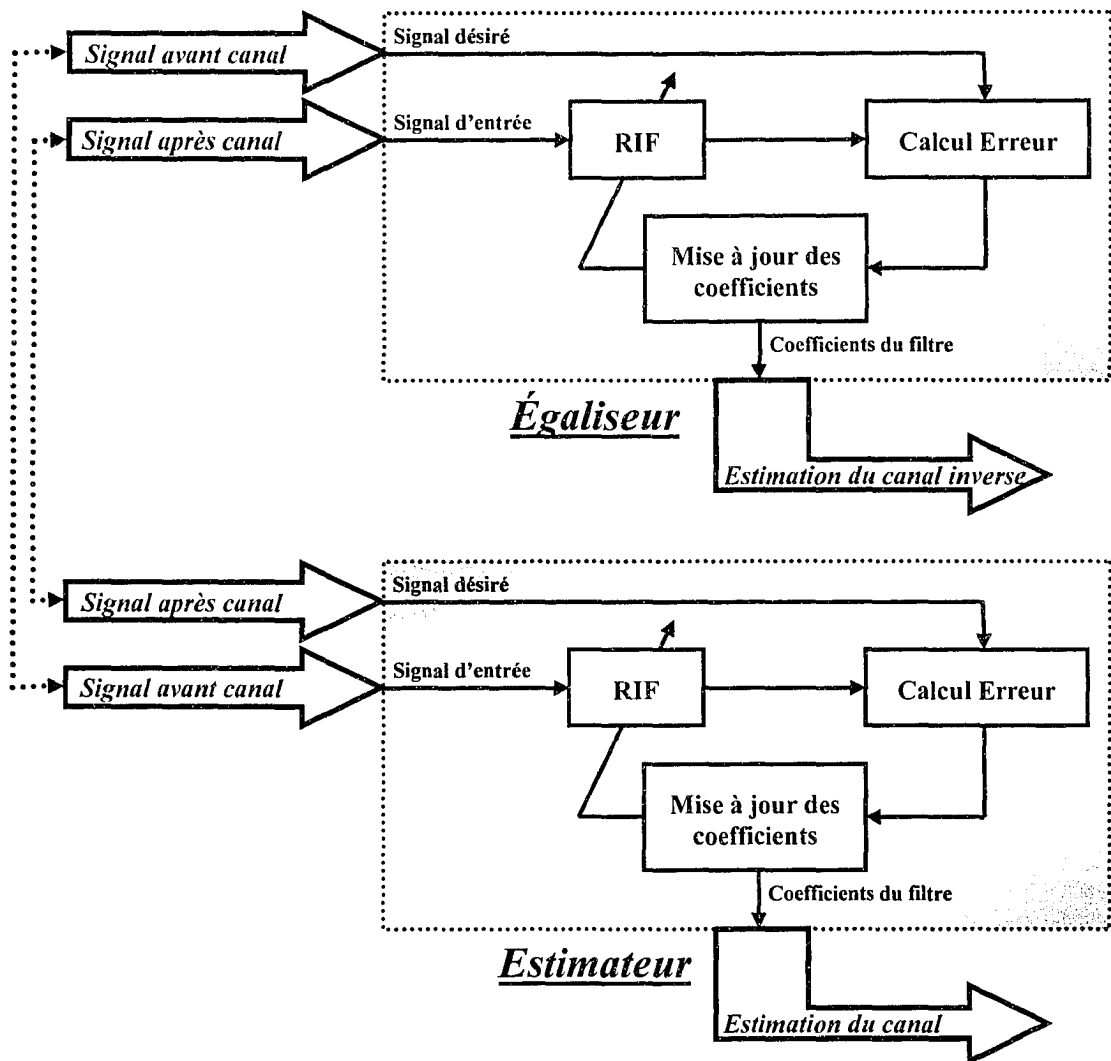 Signal avant canal
Signal désiré
Signal après canal
Signal d'entrée
RIF
Calcul Erreur
Mise à jour des
coefficients
Coefficients du filtre
Égaliseur
Estimation du canal inverse
Signal après canal
Signal désiré
Signal avant canal
Signal d'entrée
RIF
Calcul Erreur
Mise à jour des
coefficients
Coefficients du filtre
Estimateur
Estimation du canal